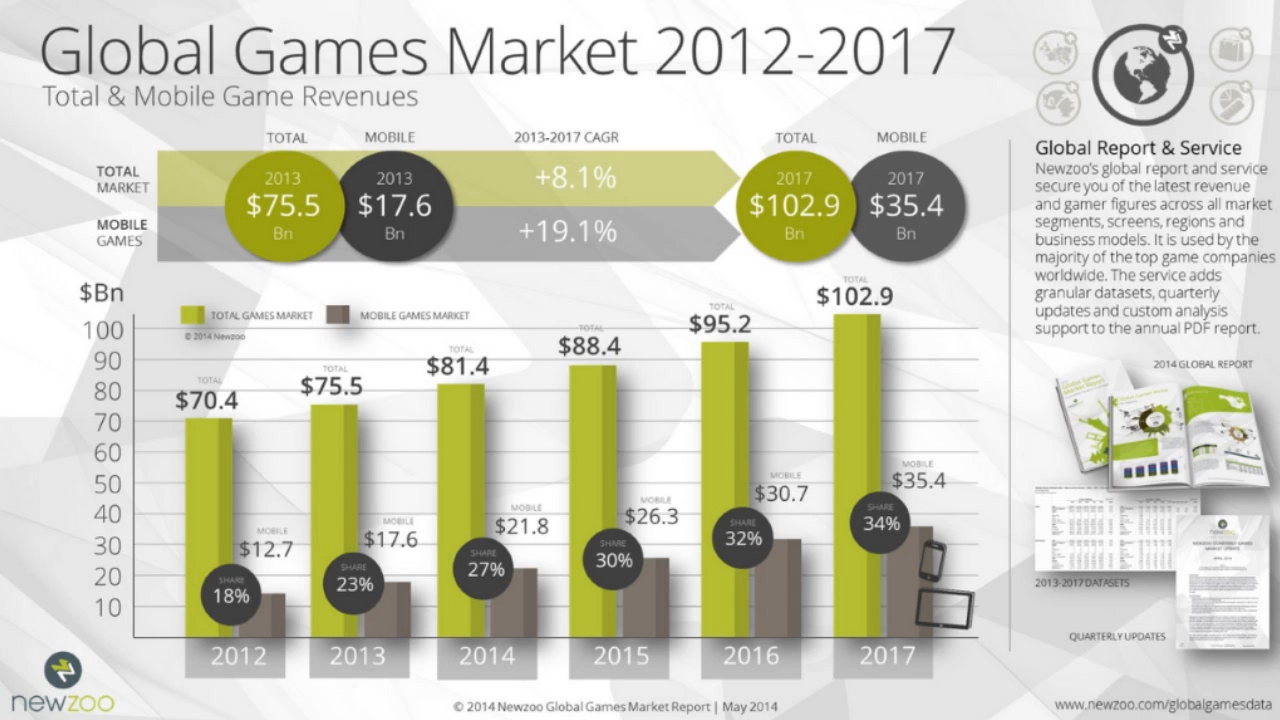 Global Games Market 2012-2017
Total & Mobile Game Revenues
TOTAL MOBILE 2013-2017 CAGR TOTAL MOBILE
TOTAL
MARKET
MOBILE
GAMES
2013
$75.5
Bn
2013
$17.6
Bn
+8.1%
+19.1%
2017
$102.9
Bn
2017
$35.4
Bn
$Bn
TOTAL GAMES MARKET
MOBILE GAMES MARKET
© 2014 Newzoo
100
90
80
70
60
50
40
30
20
10
TOTAL
$70.4
SHARE
18%
MOBILE
$12.7
2012
TOTAL
$75.5
SHARE
23%
MOBILE
$17.6
2013
TOTAL
$81.4
SHARE
27%
MOBILE
$21.8
2014
TOTAL
$88.4
SHARE
30%
MOBILE
$26.3
2015
TOTAL
$95.2
SHARE
32%
MOBILE
$30.7
2016
TOTAL
$102.9
SHARE
34%
MOBILE
$35.4
2017
newzoo
© 2014 Newzoo Global Games Market Report | May 2014
Global Report & Service
Newzoo's global report and service
secure you of the latest revenue
and gamer figures across all market
segments, screens, regions and
business models. It is used by the
majority of the top game companies
worldwide. The service adds
granular datasets, quarterly
updates and custom analysis
support to the annual PDF report.
2014 GLOBAL REPORT
2013-2017 DATASETS
QUARTERLY UPDATES
www.newzoo.com/globalgamesdata